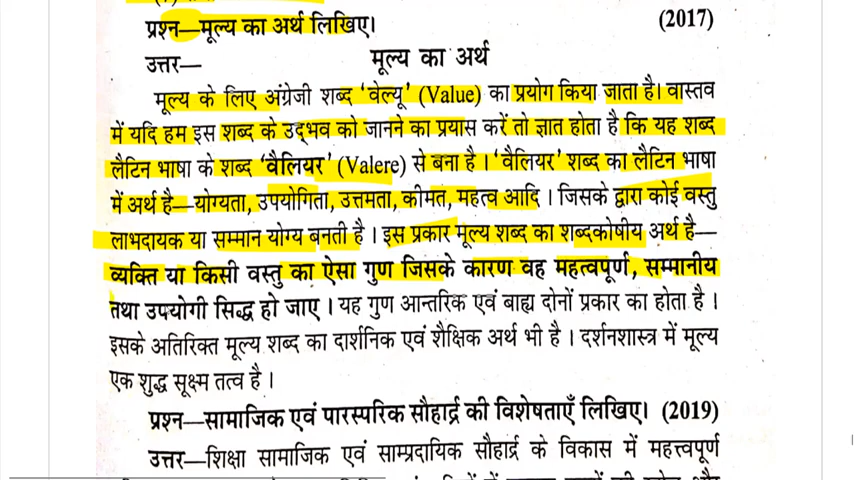 प्रश्न—मूल्य का अर्थ लिखिए। (2017)
उत्तर— मूल्य का अर्थ
मूल्य के लिए अंग्रेजी शब्द 'वेल्यू' (Value) का प्रयोग किया जाता है। वास्तव
में यदि हम इस शब्द के उद्भव को जानने का प्रयास करें तो ज्ञात होता है कि यह शब्द
लैटिन भाषा के शब्द 'वैलियर' (Valere) से बना है। 'वैलियर' शब्द का लैटिन भाषा
में अर्थ है—योग्यता, उपयोगिता, उत्तमता, कीमत, महत्व आदि। जिसके द्वारा कोई वस्तु
लाभदायक या सम्मान योग्य बनती है। इस प्रकार मूल्य शब्द का शब्दकोषीय अर्थ है—
व्यक्ति या किसी वस्तु का ऐसा गुण जिसके कारण वह महत्वपूर्ण, सम्मानीय
तथा उपयोगी सिद्ध हो जाए। यह गुण आन्तरिक एवं बाह्य दोनों प्रकार का होता है।
इसके अतिरिक्त मूल्य शब्द का दार्शनिक एवं शैक्षिक अर्थ भी है। दर्शनशास्त्र में मूल्य
एक शुद्ध सूक्ष्म तत्व है।
प्रश्न—सामाजिक एवं पारस्परिक सौहार्द्र की विशेषताएँ लिखिए। (2019)
उत्तर—शिक्षा सामाजिक एवं साम्प्रदायिक सौहार्द्र के विकास में महत्त्वपूर्ण